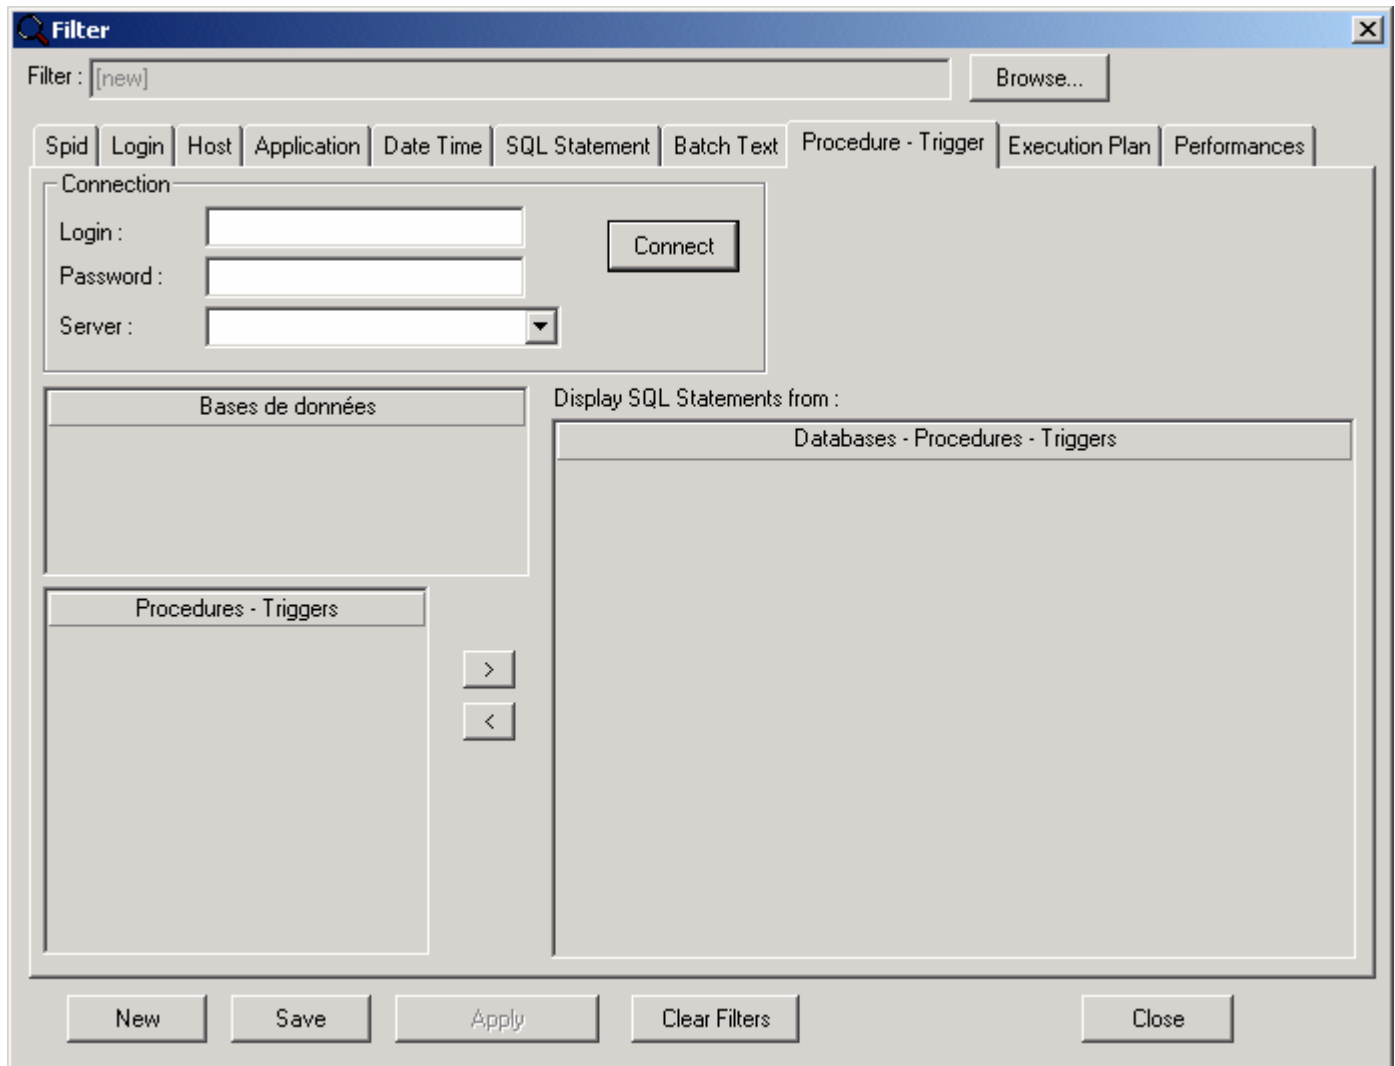 Filter
Filter : [new] Browse...
Spid Login Host Application Date Time SQL Statement Batch Text Procedure - Trigger Execution Plan Performances
Connection
Login :
Connect
Password :
Server :
Bases de données
Display SQL Statements from :
Databases - Procedures - Triggers
Procedures - Triggers
>
<
New Save Apply Clear Filters Close